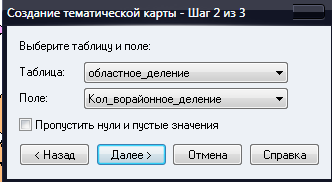 Создание тематической карты - Шаг 2 из 3
Выберите таблицу и поле:
Таблица: областное_деление
Поле: Кол_ворайонное_деление
Пропустить нули и пустые значения
< Назад Далее > Отмена Справка